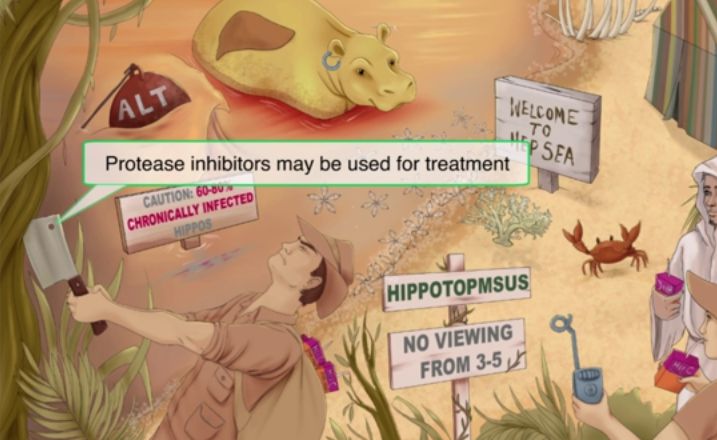 ALT
WELCOME
TO
HEP SEA
Protease inhibitors may be used for treatment
CAUTION: 60-80%
CHRONICALLY INFECTED
HIPPOS
HIPPOTOPMSUS
NO VIEWING
FROM 3-5